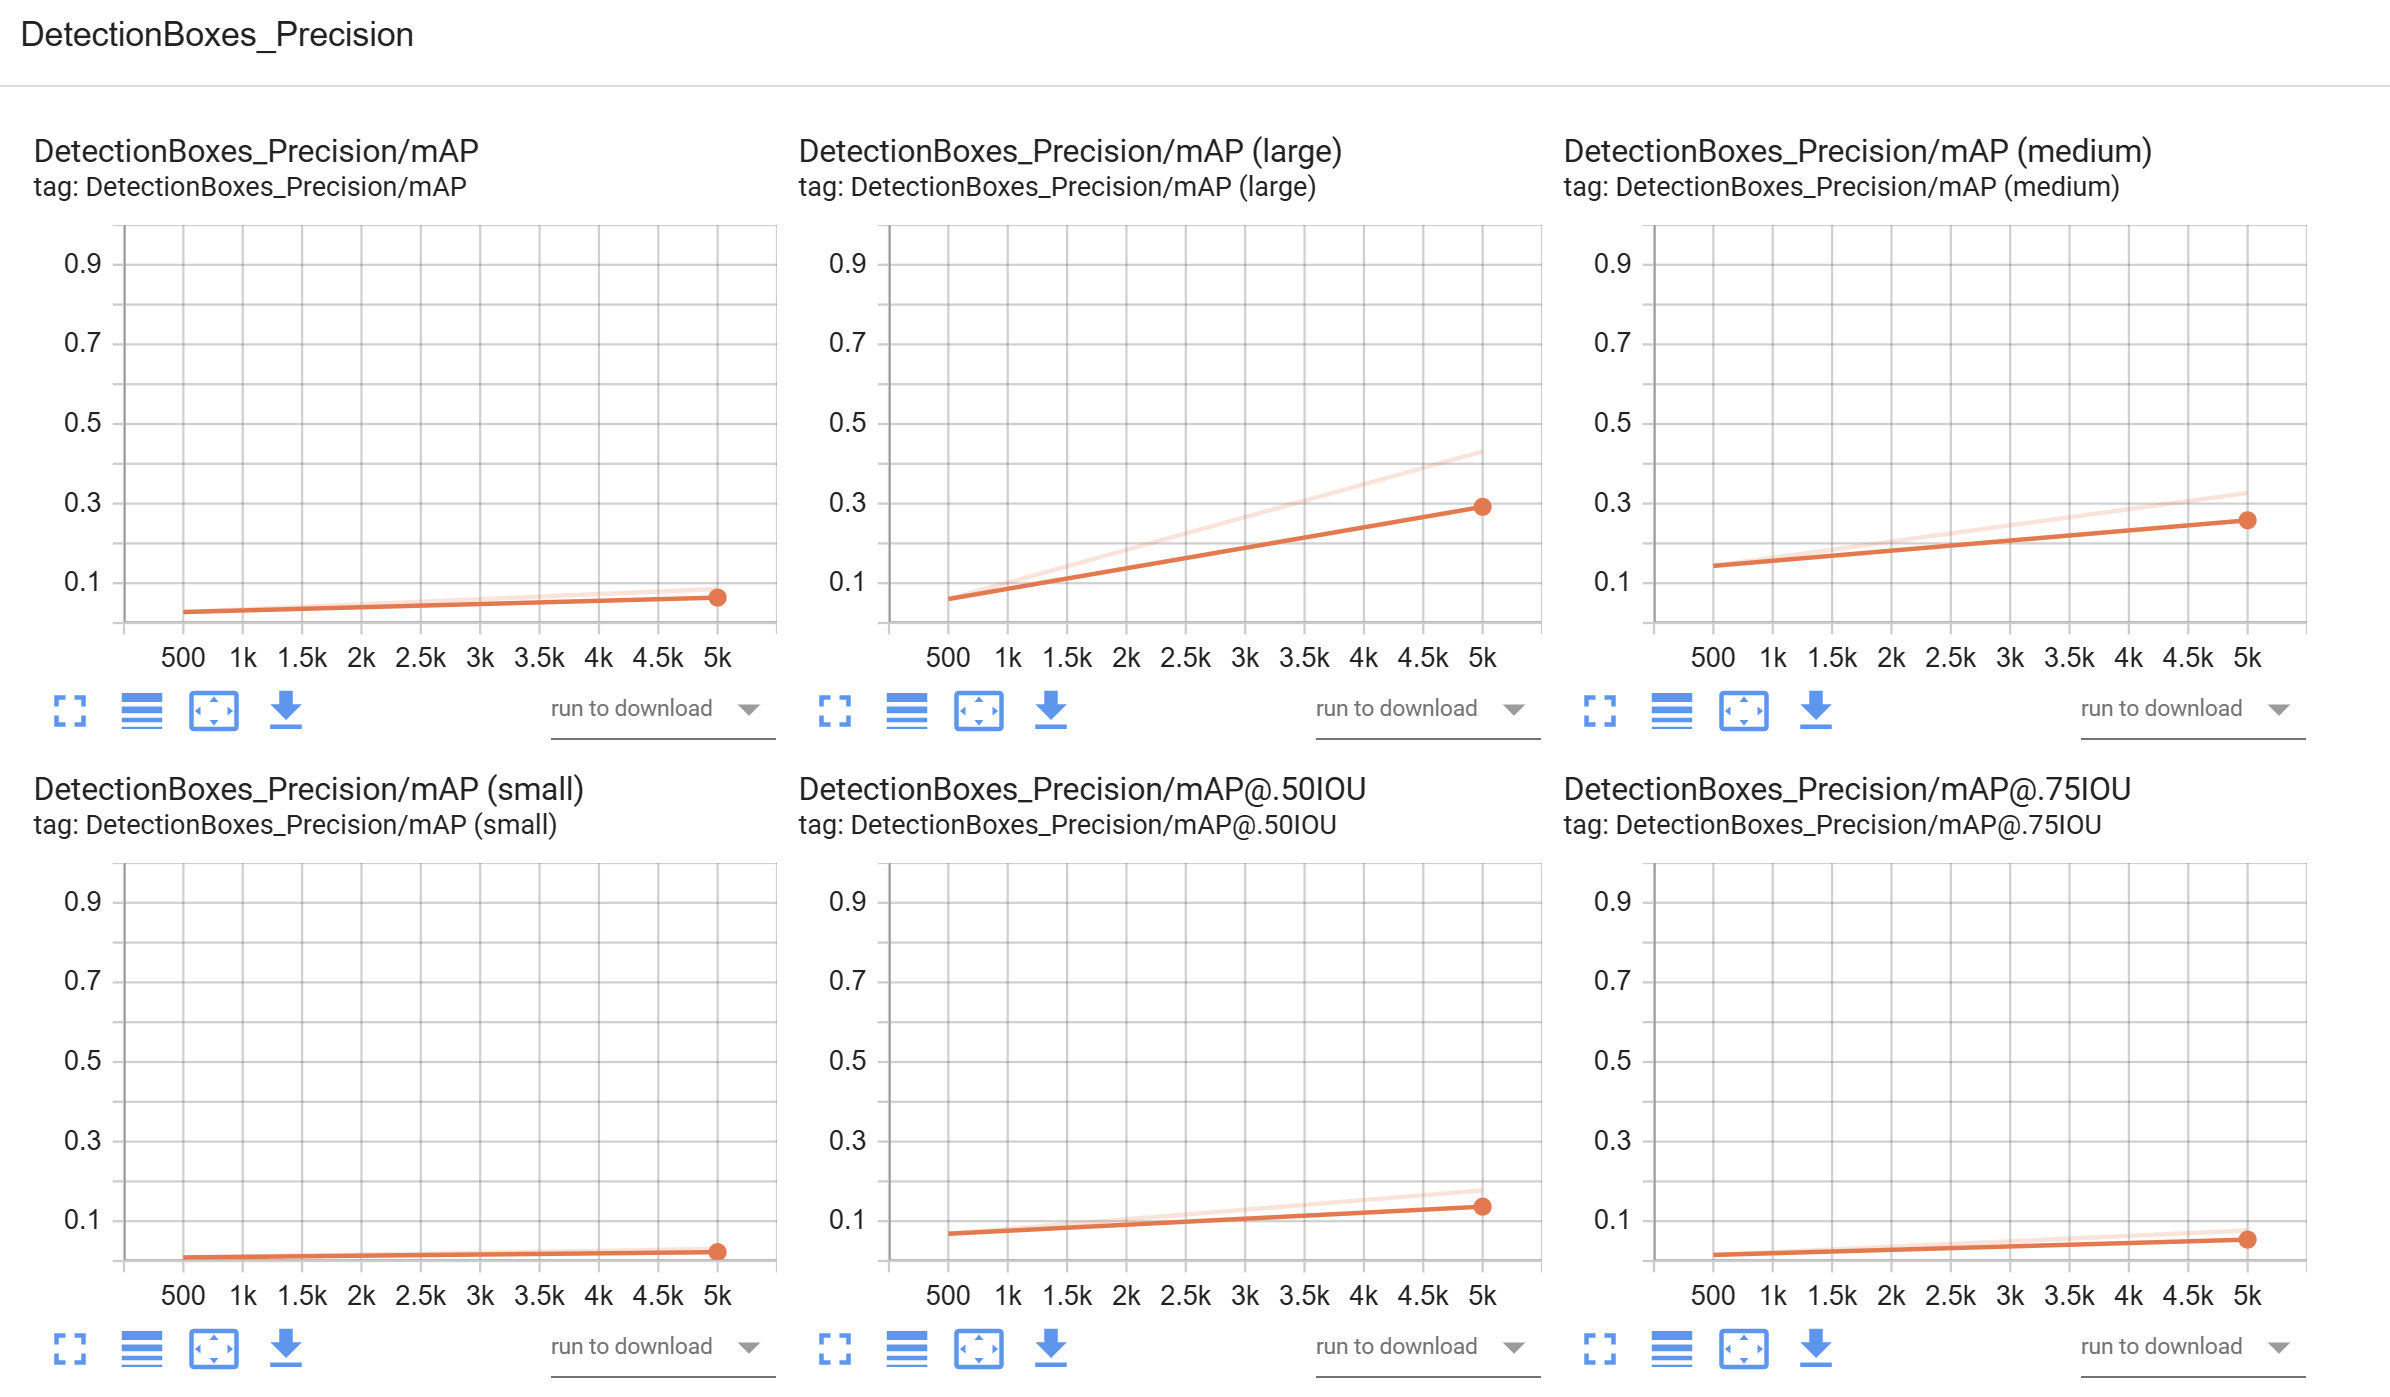 DetectionBoxes_Precision
DetectionBoxes_Precision/mAP
tag: DetectionBoxes_Precision/mAP
0.9
0.7
0.5
0.3
0.1
500 1k 1.5k 2k 2.5k 3k 3.5k 4k 4.5k 5k
run to download
DetectionBoxes_Precision/mAP (large)
tag: DetectionBoxes_Precision/mAP (large)
0.9
0.7
0.5
0.3
0.1
500 1k 1.5k 2k 2.5k 3k 3.5k 4k 4.5k 5k
run to download
DetectionBoxes_Precision/mAP (medium)
tag: DetectionBoxes_Precision/mAP (medium)
0.9
0.7
0.5
0.3
0.1
500 1k 1.5k 2k 2.5k 3k 3.5k 4k 4.5k 5k
run to download
DetectionBoxes_Precision/mAP (small)
tag: DetectionBoxes_Precision/mAP (small)
0.9
0.7
0.5
0.3
0.1
500 1k 1.5k 2k 2.5k 3k 3.5k 4k 4.5k 5k
run to download
DetectionBoxes_Precision/mAP@.50IOU
tag: DetectionBoxes_Precision/mAP@.50IOU
0.9
0.7
0.5
0.3
0.1
500 1k 1.5k 2k 2.5k 3k 3.5k 4k 4.5k 5k
run to download
DetectionBoxes_Precision/mAP@.75IOU
tag: DetectionBoxes_Precision/mAP@.75IOU
0.9
0.7
0.5
0.3
0.1
500 1k 1.5k 2k 2.5k 3k 3.5k 4k 4.5k 5k
run to download